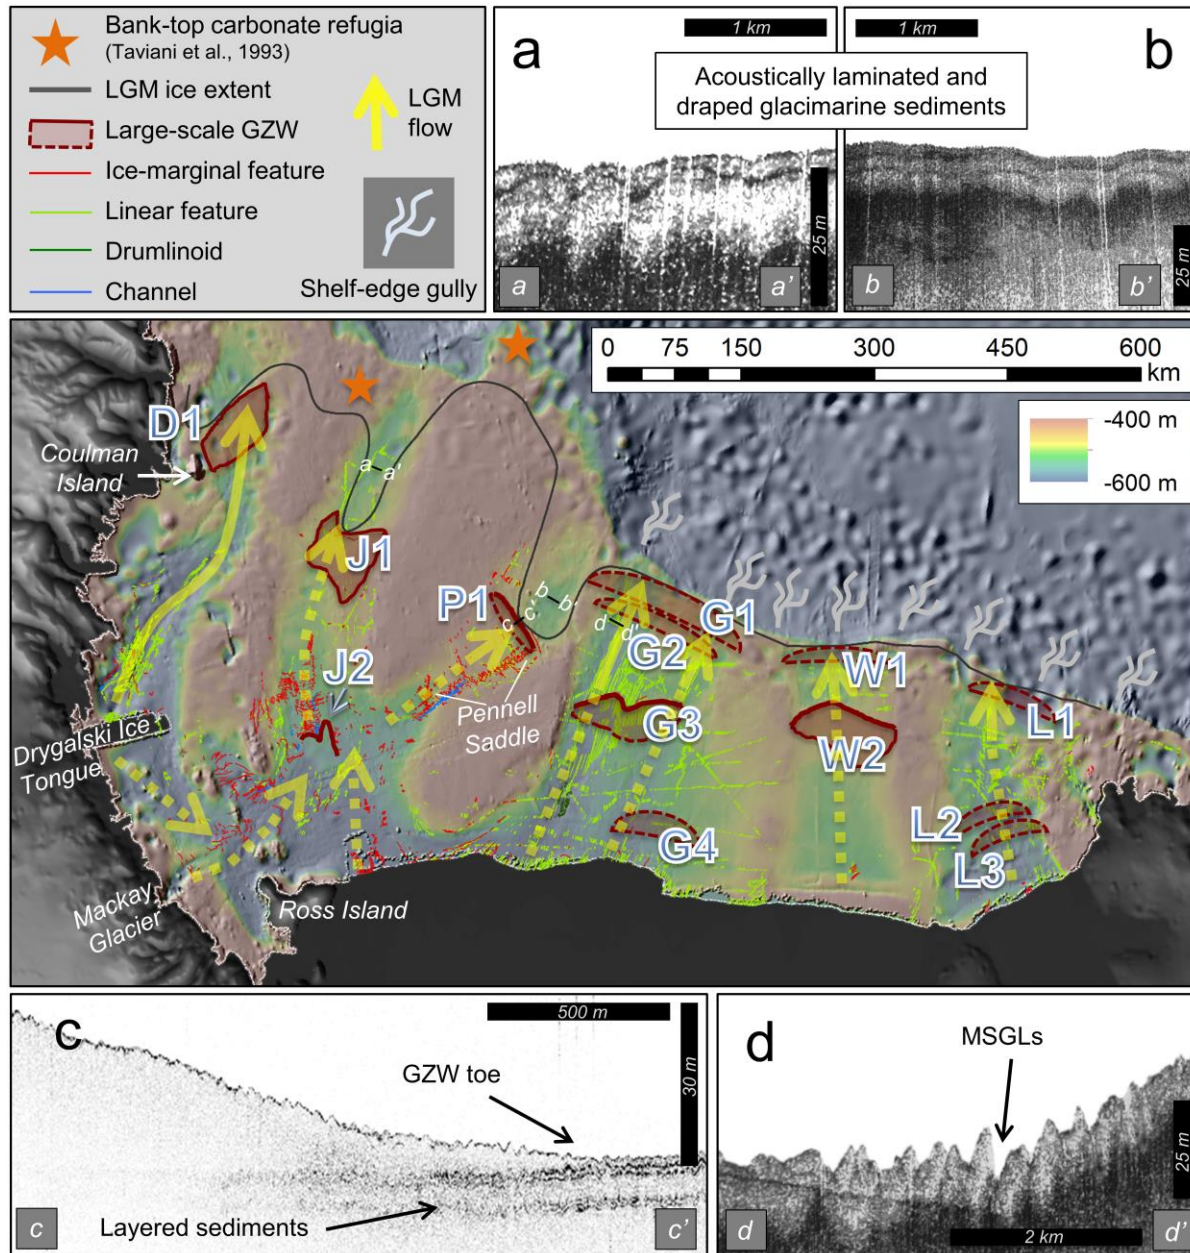 Bank-top carbonate refugia
(Taviani et al., 1993)
LGM ice extent
Large-scale GZW
Ice-marginal feature
Linear feature
Drumlinoid
Channel
LGM
flow
Shelf-edge gully
a
1 km
a
a'
25 m
1 km
b
Acoustically laminated and
draped glacimarine sediments
b
b'
25 m
0 75 150 300 450 600
km
-400 m
-600 m
D1
Coulman
Island
a a'
J1
P1
b b'
c c'
d d'
G1
G2
J2
G3
W1
L1
Pennell
Saddle
W2
Drygalski Ice
Tongue
G4
L2
L3
Mackay
Glacier
Ross Island
c
500 m
30 m
GZW toe
Layered sediments
c
c'
d
MSGLs
25 m
d
2 km
d'